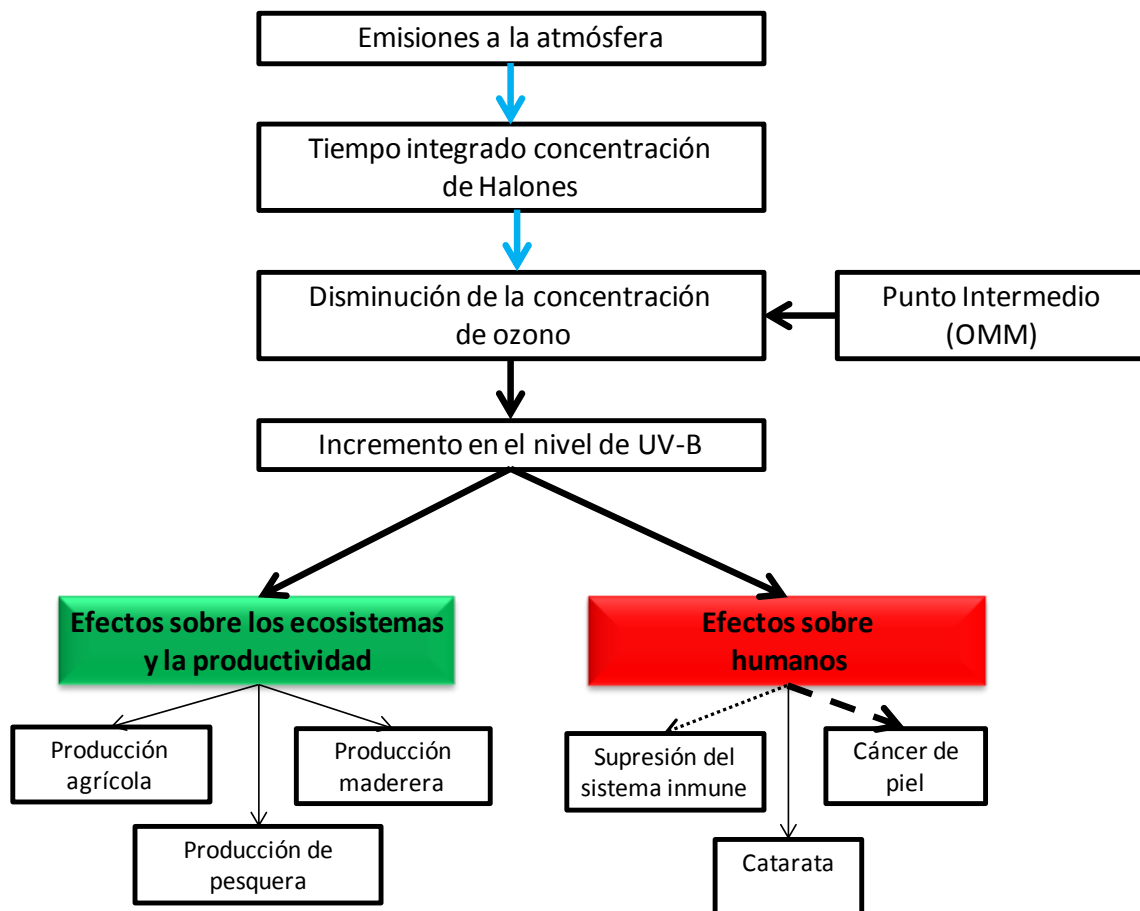 Emisiones a la atmósfera
Tiempo integrado concentración
de Halones
Disminución de la concentración
de ozono
Punto Intermedio
(OMM)
Incremento en el nivel de UV-B
Efectos sobre los ecosistemas
y la productividad
Efectos sobre
humanos
Producción
agrícola
Producción
maderera
Producción de
pesquera
Supresión del
sistema inmune
Cáncer de
piel
Catarata